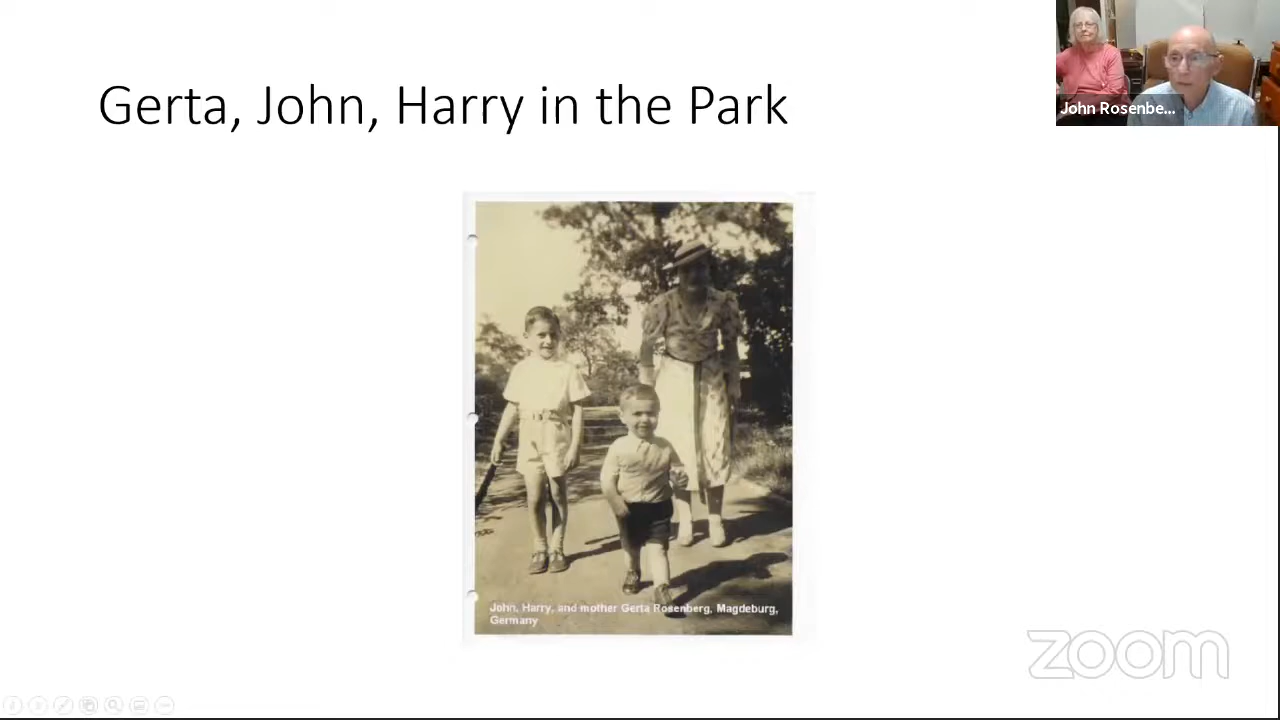 Gerta, John, Harry in the Park
John Rosenbe...
John, Harry, and mother Gerta Rosenberg, Magdeburg,
Germany
zoom